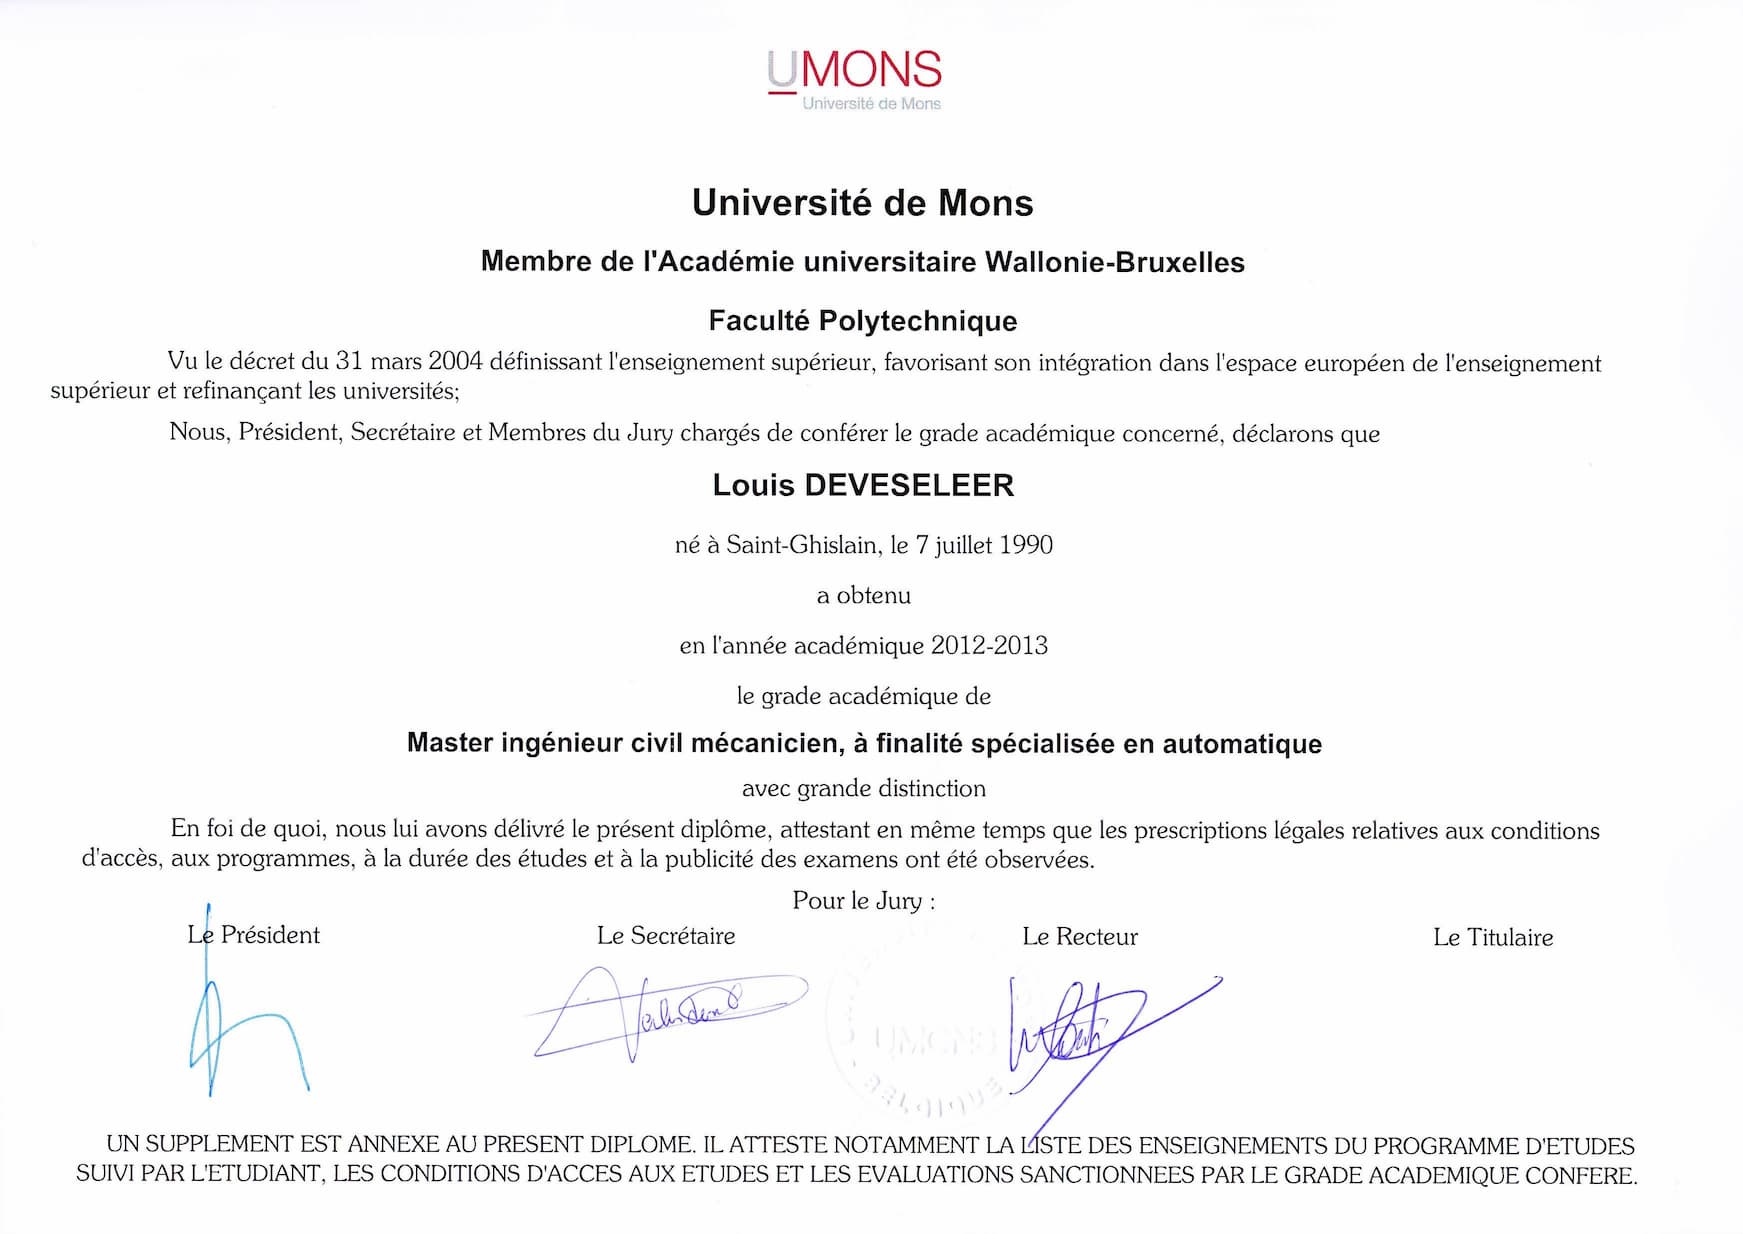 UMONS
Université de Mons
Université de Mons
Membre de l'Académie universitaire Wallonie-Bruxelles
Faculté Polytechnique
Vu le décret du 31 mars 2004 définissant l'enseignement supérieur, favorisant son intégration dans l'espace européen de l'enseignement
supérieur et refinançant les universités;
Nous, Président, Secrétaire et Membres du Jury chargés de conférer le grade académique concerné, déclarons que
Louis DEVESELEER
né à Saint-Ghislain, le 7 juillet 1990
a obtenu
en l'année académique 2012-2013
le grade académique de
Master ingénieur civil mécanicien, à finalité spécialisée en automatique
avec grande distinction
En foi de quoi, nous lui avons délivré le présent diplôme, attestant en même temps que les prescriptions légales relatives aux conditions
d'accès, aux programmes, à la durée des études et à la publicité des examens ont été observées.
Pour le Jury :
Le Président Le Secrétaire Le Recteur Le Titulaire
UMONS
BELGIQUE
UN SUPPLEMENT EST ANNEXE AU PRESENT DIPLOME. IL ATTESTE NOTAMMENT LA LISTE DES ENSEIGNEMENTS DU PROGRAMME D'ETUDES
SUIVI PAR L'ETUDIANT, LES CONDITIONS D'ACCES AUX ETUDES ET LES EVALUATIONS SANCTIONNEES PAR LE GRADE ACADEMIQUE CONFERE.